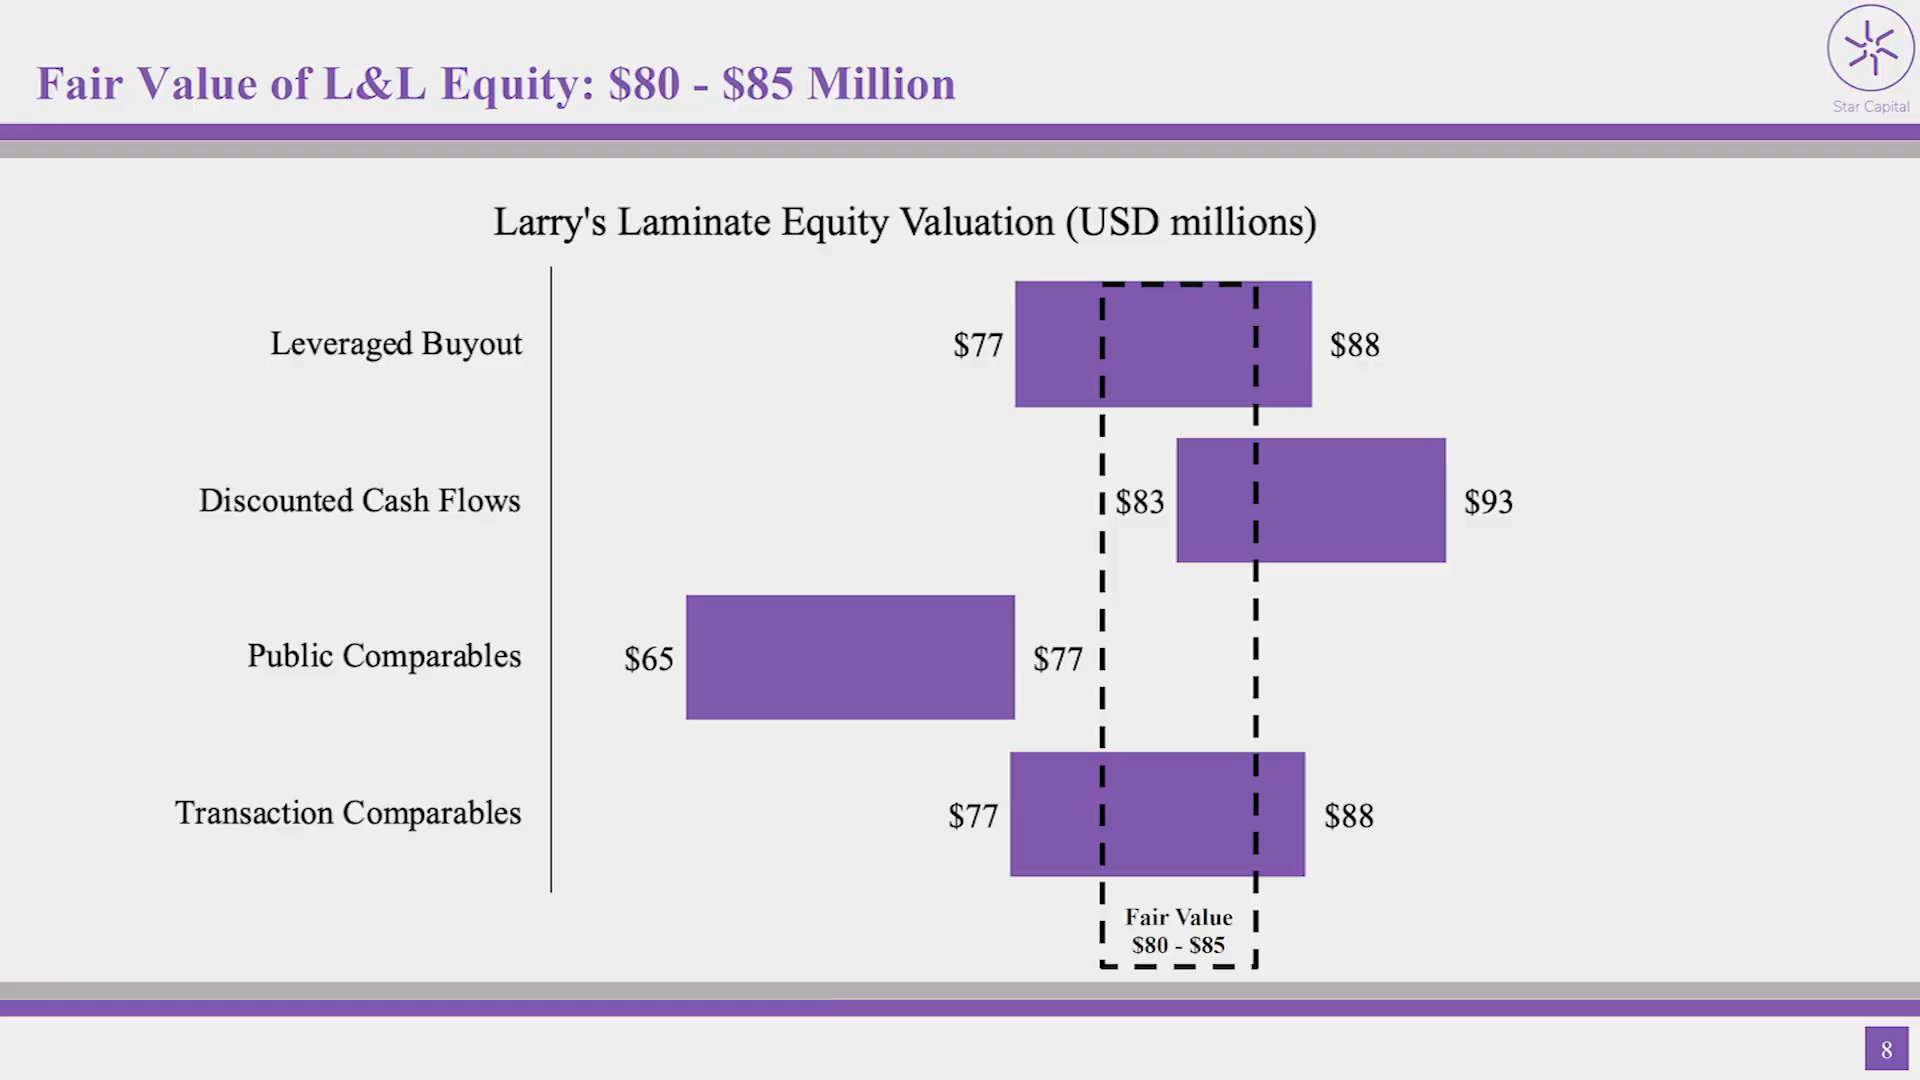 Star Capital
Fair Value of L&L Equity: $80 - $85 Million
Larry's Laminate Equity Valuation (USD millions)
Leveraged Buyout
$77
$88
Discounted Cash Flows
$83
$93
Public Comparables
$65
$77
Transaction Comparables
$77
$88
Fair Value
$80 - $85
8